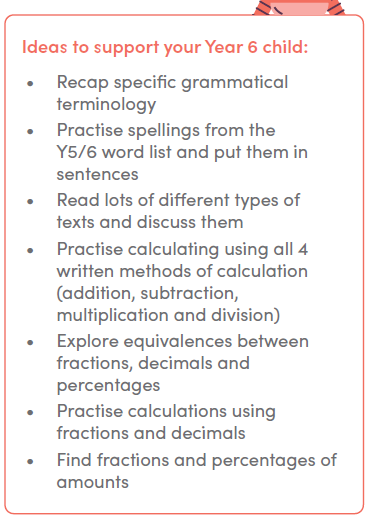 Ideas to support your Year 6 child:
• Recap specific grammatical
terminology
• Practise spellings from the
Y5/6 word list and put them in
sentences
• Read lots of different types of
texts and discuss them
• Practise calculating using all 4
written methods of calculation
(addition, subtraction,
multiplication and division)
• Explore equivalences between
fractions, decimals and
percentages
• Practise calculations using
fractions and decimals
• Find fractions and percentages of
amounts